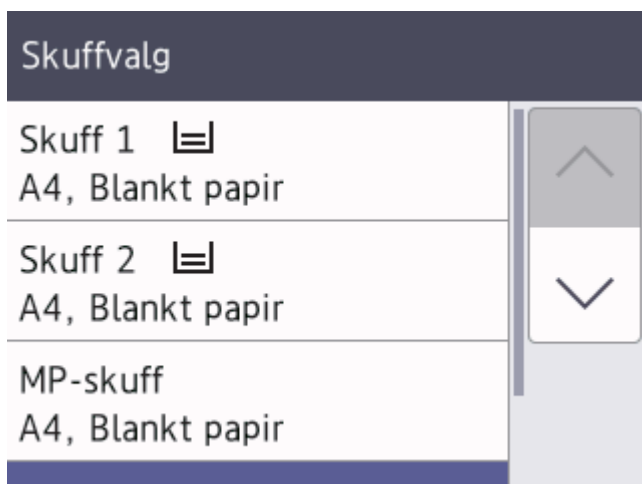 Skuffvalg
Skuff 1
A4, Blankt papir
Skuff 2
A4, Blankt papir
MP-skuff
A4, Blankt papir